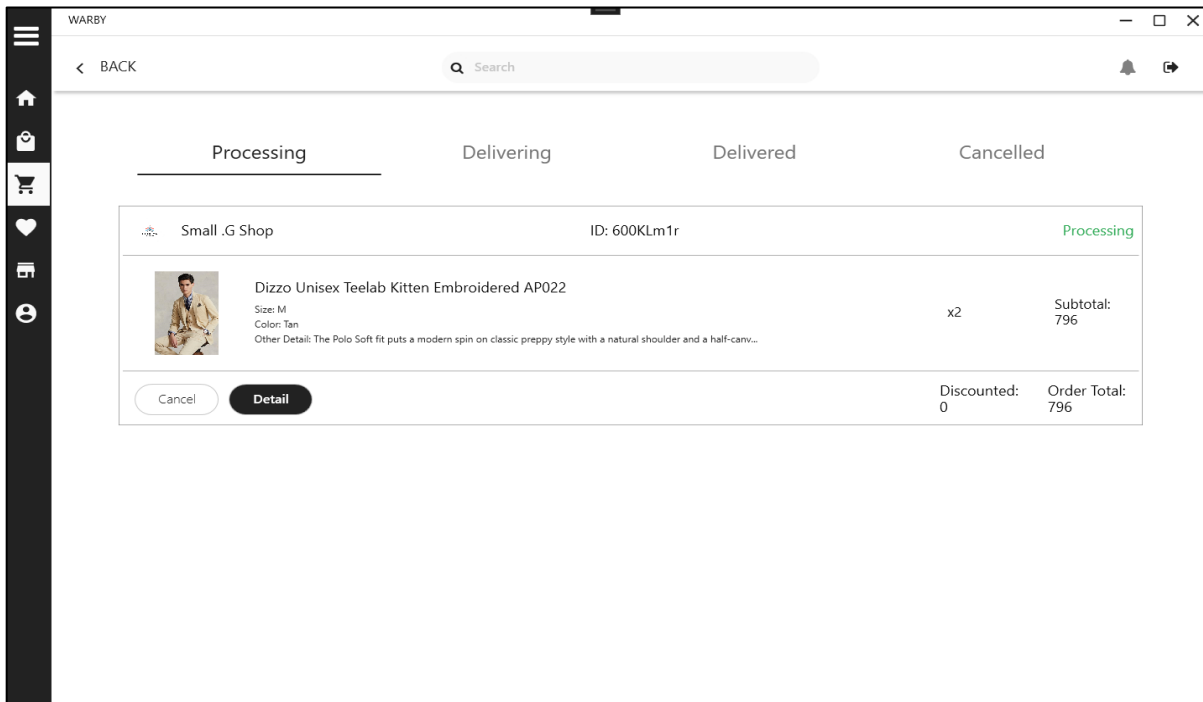 WARBY
BACK
Search
Processing
Delivering
Delivered
Cancelled
Small .G Shop
ID: 600KLm1r
Processing
Dizzo Unisex Teelab Kitten Embroidered AP022
Size: M
Color: Tan
Other Detail: The Polo Soft fit puts a modern spin on classic preppy style with a natural shoulder and a half-canv...
x2
Subtotal:
796
Cancel
Detail
Discounted:
0
Order Total:
796